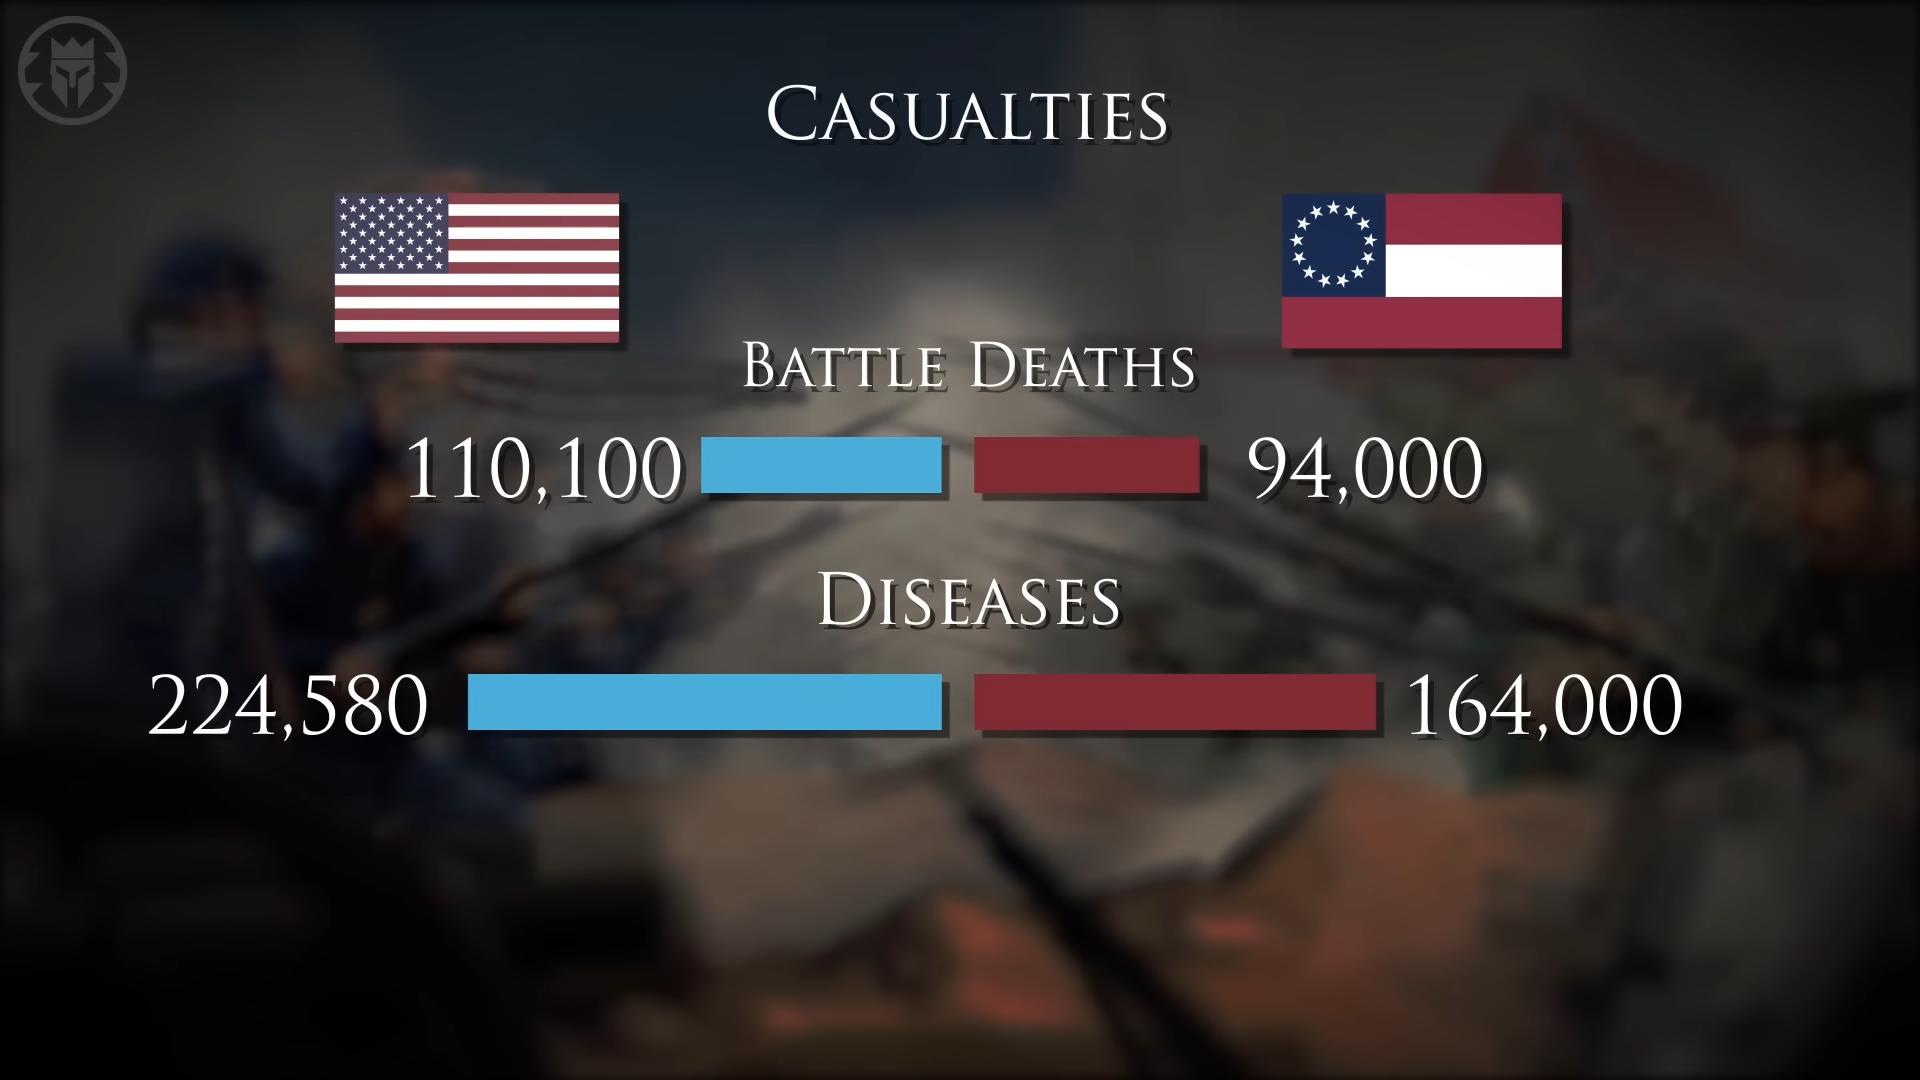 CASUALTIES
BATTLE DEATHS
110,100 94,000
DISEASES
224,580 164,000